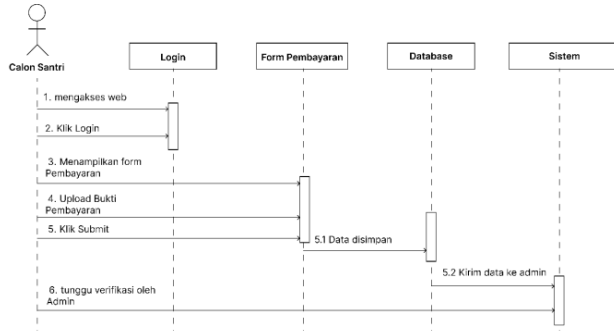 Calon Santri
Login
Form Pembayaran
Database
Sistem
1. mengakses web
2. Klik Login
3. Menampilkan form
Pembayaran
4. Upload Bukti
Pembayaran
5. Klik Submit
5.1 Data disimpan
5.2 Kirim data ke admin
6. tunggu verifikasi oleh
Admin